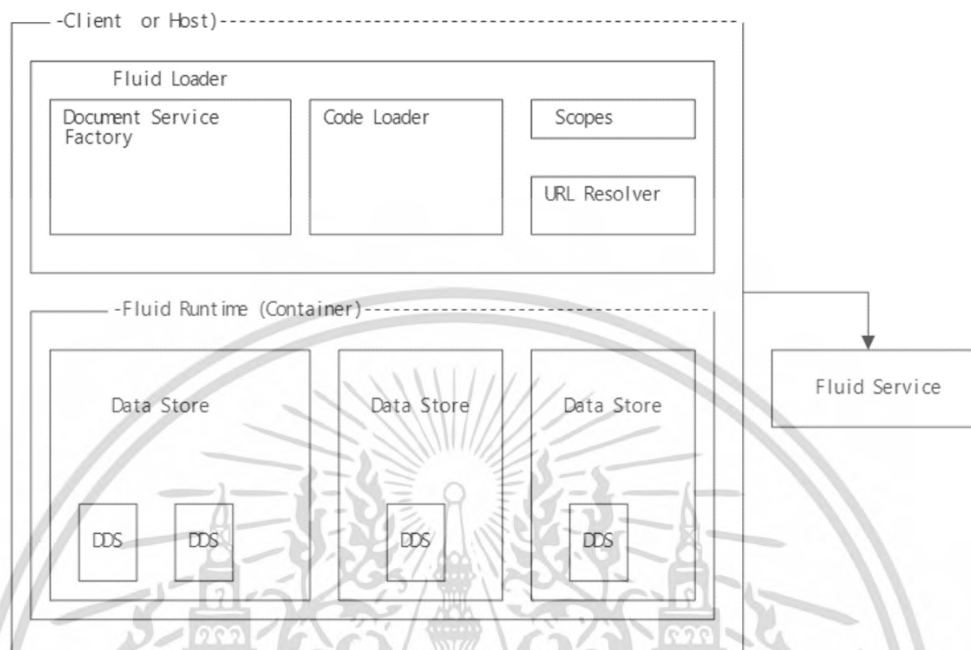 -Client or Host)
Fluid Loader
Document Service
Factory
Code Loader
Scopes
URL Resolver
-Fluid Runtime (Container)
Data Store
Data Store
Data Store
DDS
DDS
DDS
DDS
Fluid Service